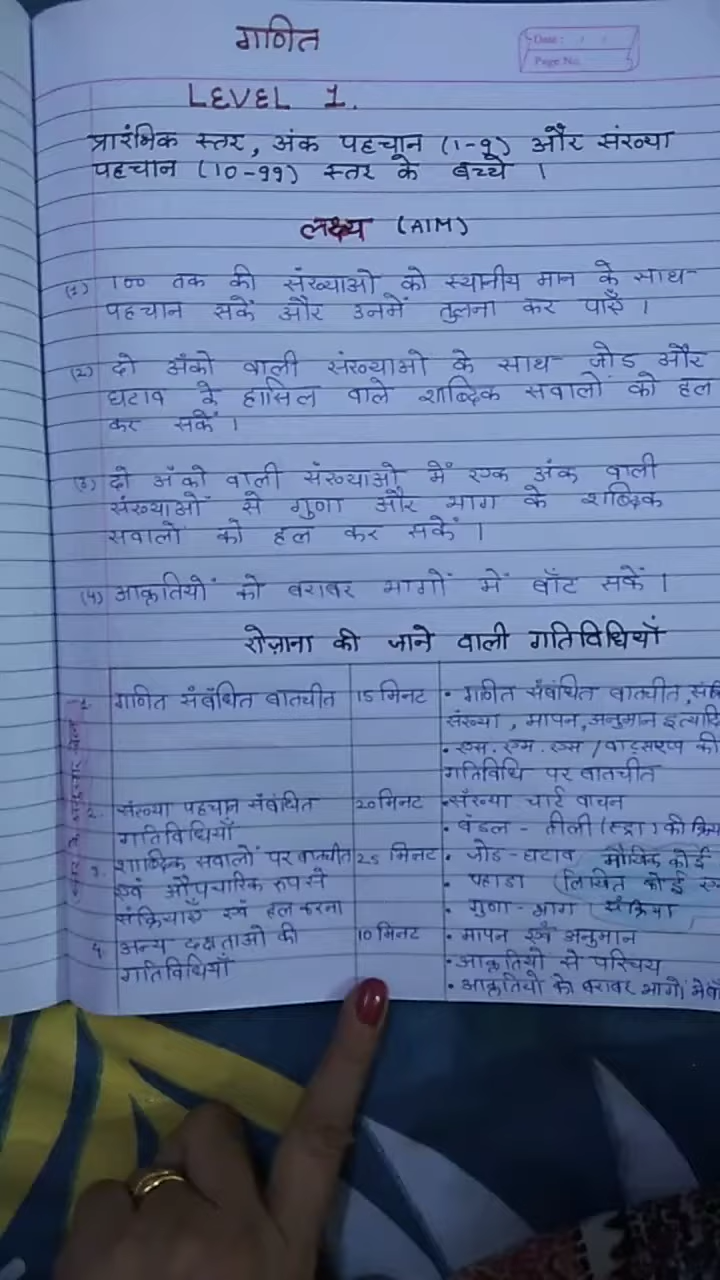 गणित
Date :
Page No.
LEVEL 1.
प्रारंभिक स्तर, अंक पहचान (1-9) और संख्या
पहचान (10-99) स्तर के बच्चे ।
लक्ष्य (AIM)
(1) 100 तक की संख्याओं को स्थानीय मान के साथ
पहचान सकें और उनमें तुलना कर पाएँ ।
(2) दो अंको वाली संख्याओ के साथ जोड और
घटाव के हासिल वाले शाब्दिक सवालों को हल
कर सकें ।
(3) दो अंको वाली संख्याओं में एक अंक वाली
संख्याओं से गुणा और भाग के शब्दिक
सवालों को हल कर सकें ।
(4) आकृतियों को बराबर भागों में बाँट सकें ।
रोज़ाना की जाने वाली गतिविधियाँ
1. गणित संबंधित बातचीत 15 मिनट • गणित संबंधित बातचीत,
संख्या, मापन, अनुमान इत्यादि
• एस.एम.एस / वाट्सएप की
गतिविधि पर बातचीत
2. संख्या पहचान संबंधित 20 मिनट • संख्या चार्ट वाचन
गतिविधियाँ • बंडल - तीली (रुद्रा) की
3. शाब्दिक सवालों पर बातचीत 25 मिनट • जोड - घटाव मौखिक कोई
एवं औपचारिक रुप से • पहाडा लिखित कोई
संक्रियाएँ एवं हल करना • गुणा - भाग संक्रिया
4. अन्य दक्षताओ की 10 मिनट • मापन एवं अनुमान
गतिविधियाँ • आकृतियो से परिचय
• आकृतियो को बराबर भागों में